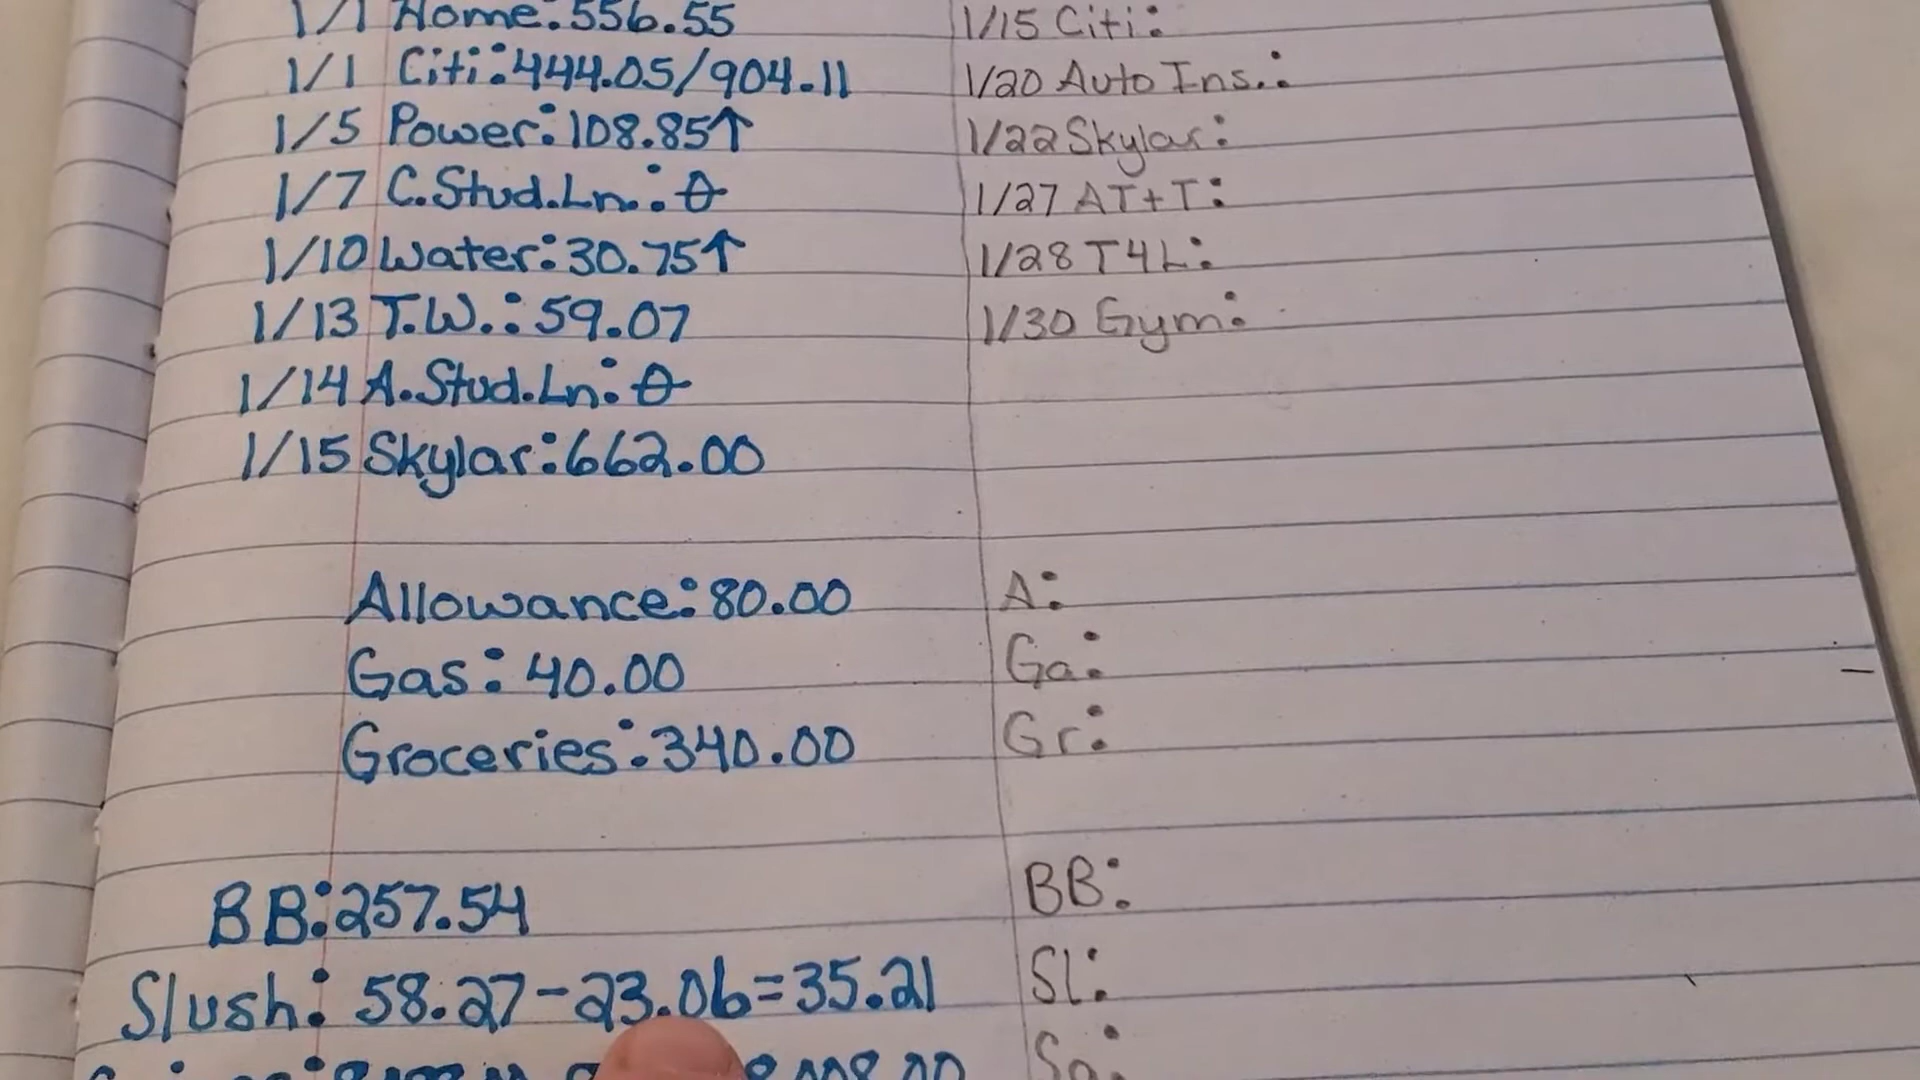 1/1 Home: 556.55
1/1 Citi: 444.05/904.11
1/5 Power: 108.85↑
1/7 C.Stud.Ln.: 0
1/10 Water: 30.75↑
1/13 T.W.: 59.07
1/14 A.Stud.Ln: 0
1/15 Skylar: 662.00
Allowance: 80.00
Gas: 40.00
Groceries: 340.00
BB: 257.54
Slush: 58.27-23.06=35.21
1/15 Citi:
1/20 Auto Ins.:
1/22 Skylar:
1/27 AT+T:
1/28 T4L:
1/30 Gym:
A:
Ga:
Gr:
BB:
Sl:
Sa: